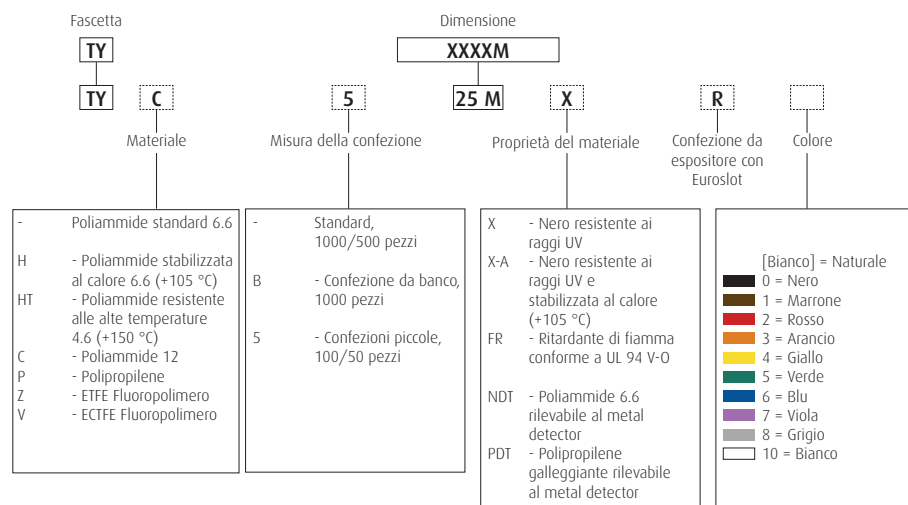 Fascetta
Dimensione
TY
XXXXM
TY
C
5
25 M
X
R
Materiale
Misura della confezione
Proprietà del materiale
Confezione da
espositore con
Euroslot
Colore
- Poliammide standard 6.6
H - Poliammide stabilizzata
al calore 6.6 (+105 °C)
HT - Poliammide resistente
alle alte temperature
4.6 (+150 °C)
C - Poliammide 12
P - Polipropilene
Z - ETFE Fluoropolimero
V - ECTFE Fluoropolimero
- Standard,
1000/500 pezzi
B - Confezione da banco,
1000 pezzi
5 - Confezioni piccole,
100/50 pezzi
X - Nero resistente ai
raggi UV
X-A - Nero resistente ai
raggi UV e
stabilizzata al calore
(+105 °C)
FR - Ritardante di fiamma
conforme a UL 94 V-O
NDT - Poliammide 6.6
rilevabile al metal
detector
PDT - Polipropilene
galleggiante rilevabile
al metal detector
[Bianco] = Naturale
0 = Nero
1 = Marrone
2 = Rosso
3 = Arancio
4 = Giallo
5 = Verde
6 = Blu
7 = Viola
8 = Grigio
10 = Bianco